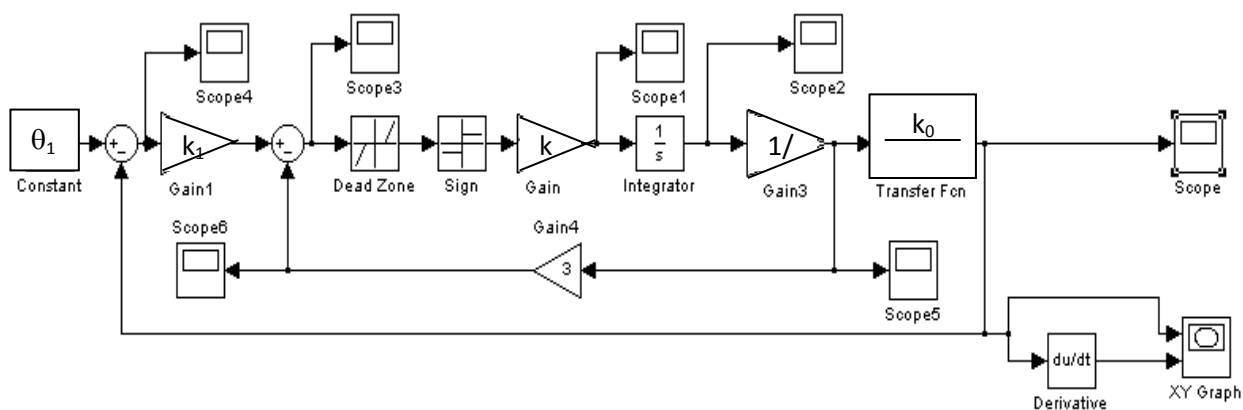 Scope4
Scope3
Scope1
Scope2
θ₁
Constant
+
-
k₁
Gain1
+
-
Dead Zone
Sign
k
Gain
1
s
Integrator
1/
Gain3
k₀
Transfer Fcn
Scope
Scope6
Gain4
3
Scope5
du/dt
Derivative
XY Graph